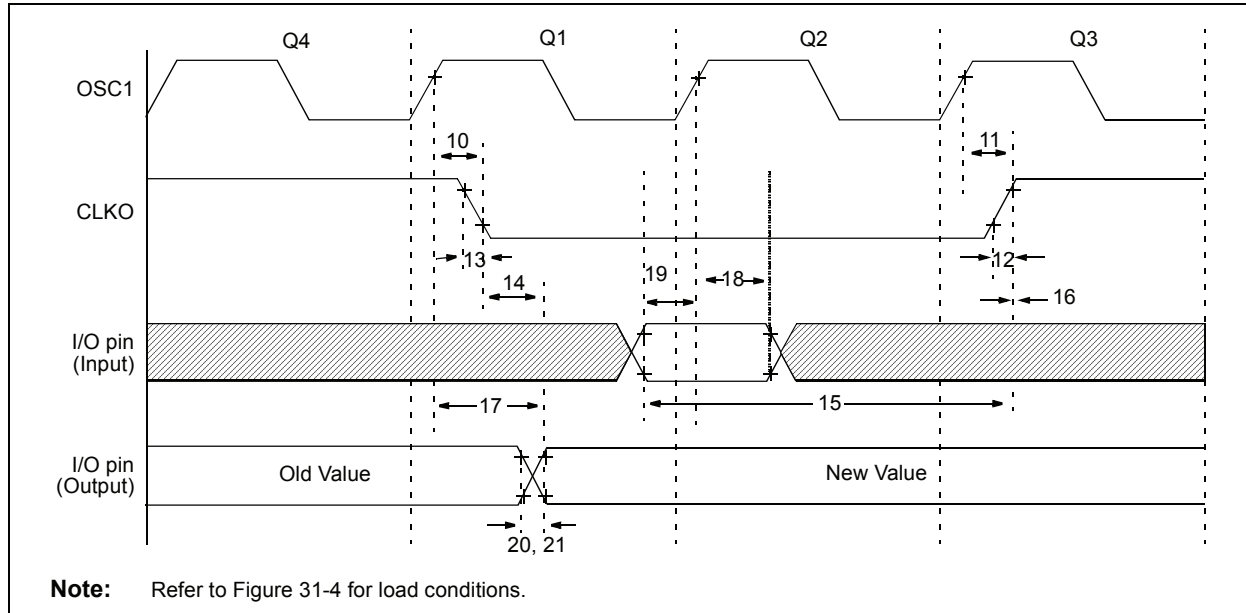 Q4 Q1 Q2 Q3
OSC1
10 11
CLKO
13 12
14 19 18 16
I/O pin
(Input)
17 15
I/O pin
(Output)
Old Value New Value
20, 21
Note: Refer to Figure 31-4 for load conditions.